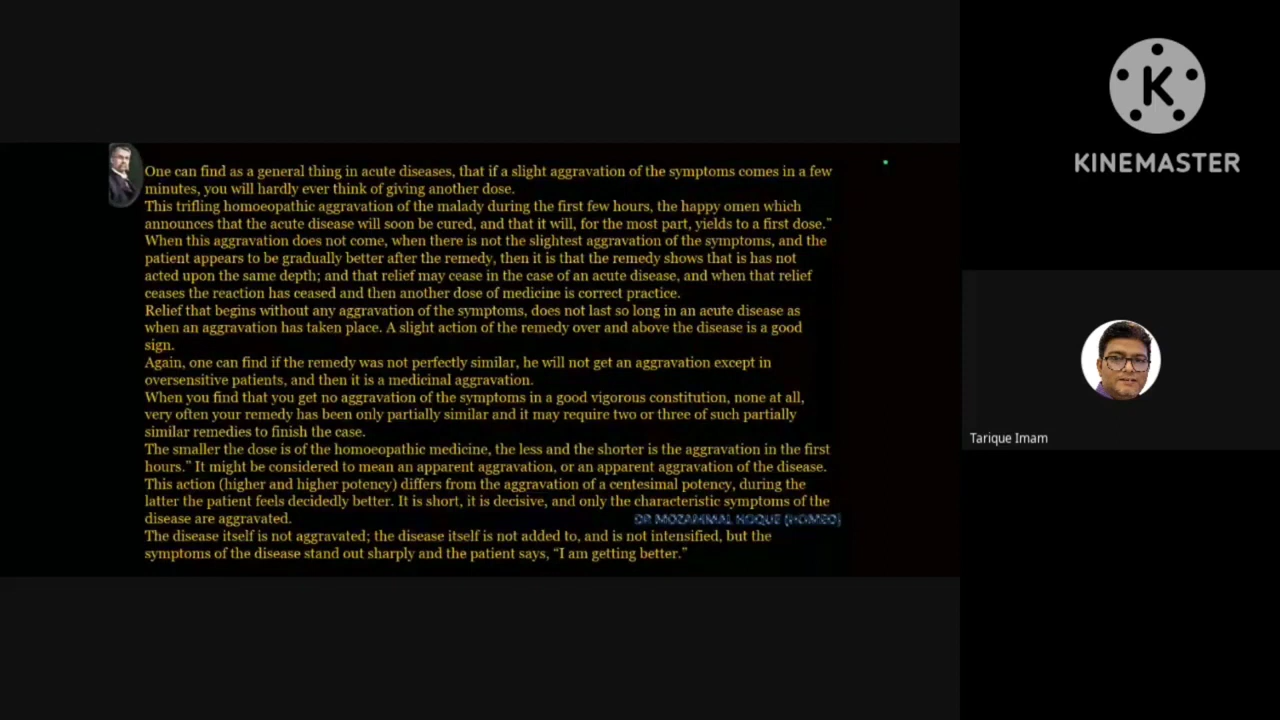 One can find as a general thing in acute diseases, that if a slight aggravation of the symptoms comes in a few
minutes, you will hardly ever think of giving another dose.
This trifling homoeopathic aggravation of the malady during the first few hours, the happy omen which
announces that the acute disease will soon be cured, and that it will, for the most part, yields to a first dose.”
When this aggravation does not come, when there is not the slightest aggravation of the symptoms, and the
patient appears to be gradually better after the remedy, then it is that the remedy shows that is has not
acted upon the same depth; and that relief may cease in the case of an acute disease, and when that relief
ceases the reaction has ceased and then another dose of medicine is correct practice.
Relief that begins without any aggravation of the symptoms, does not last so long in an acute disease as
when an aggravation has taken place. A slight action of the remedy over and above the disease is a good
sign.
Again, one can find if the remedy was not perfectly similar, he will not get an aggravation except in
oversensitive patients, and then it is a medicinal aggravation.
When you find that you get no aggravation of the symptoms in a good vigorous constitution, none at all,
very often your remedy has been only partially similar and it may require two or three of such partially
similar remedies to finish the case.
The smaller the dose is of the homoeopathic medicine, the less and the shorter is the aggravation in the first
hours.” It might be considered to mean an apparent aggravation, or an apparent aggravation of the disease.
This action (higher and higher potency) differs from the aggravation of a centesimal potency, during the
latter the patient feels decidedly better. It is short, it is decisive, and only the characteristic symptoms of the
disease are aggravated.
DR MOZAMMAL HOQUE (HOMEO)
The disease itself is not aggravated; the disease itself is not added to, and is not intensified, but the
symptoms of the disease stand out sharply and the patient says, “I am getting better.”
K
KINEMASTER
Tarique Imam